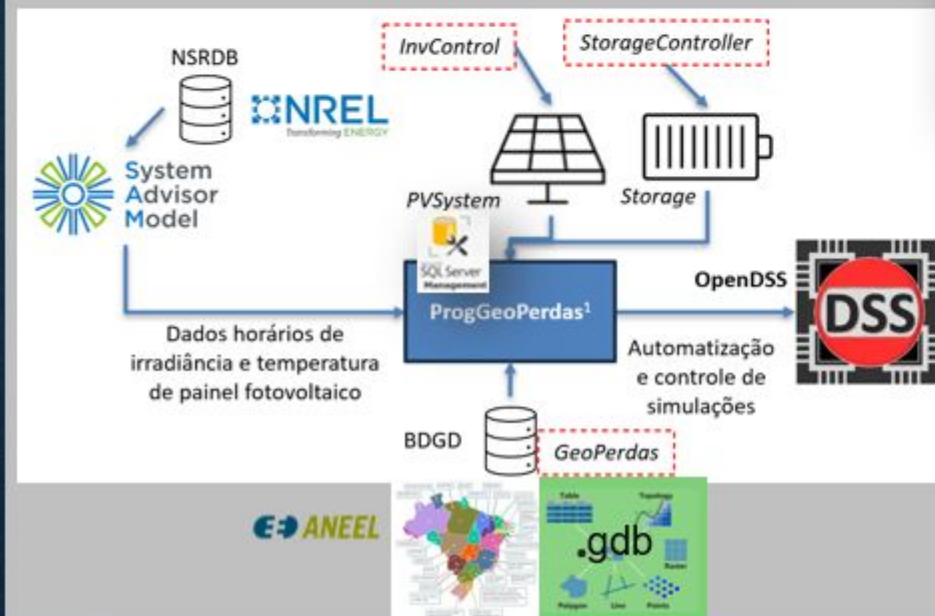 InvControl
StorageController
NSRDB
NREL
Transforming ENERGY
System
Advisor
Model
PVSystem
Storage
SQL Server
Management
ProgGeoPerdas¹
OpenDSS
DSS
Dados horários de
irradiância e temperatura
de painel fotovoltaico
Automatização
e controle de
simulações
BDGD
GeoPerdas
ANEEL
Table
Topology
.gdb
Raster
Polygon
Line
Points